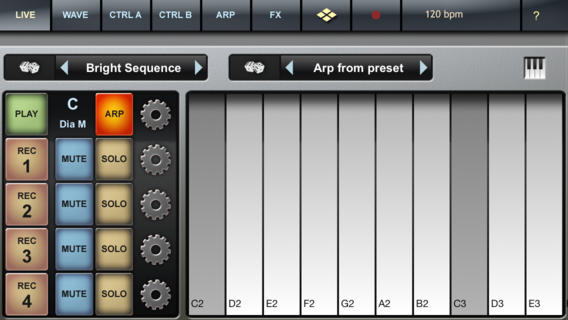 LIVE WAVE CTRL A CTRL B ARP FX 120 bpm ?
Bright Sequence Arp from preset
PLAY C Dia M ARP
REC 1 MUTE SOLO
REC 2 MUTE SOLO
REC 3 MUTE SOLO
REC 4 MUTE SOLO
C2 D2 E2 F2 G2 A2 B2 C3 D3 E3